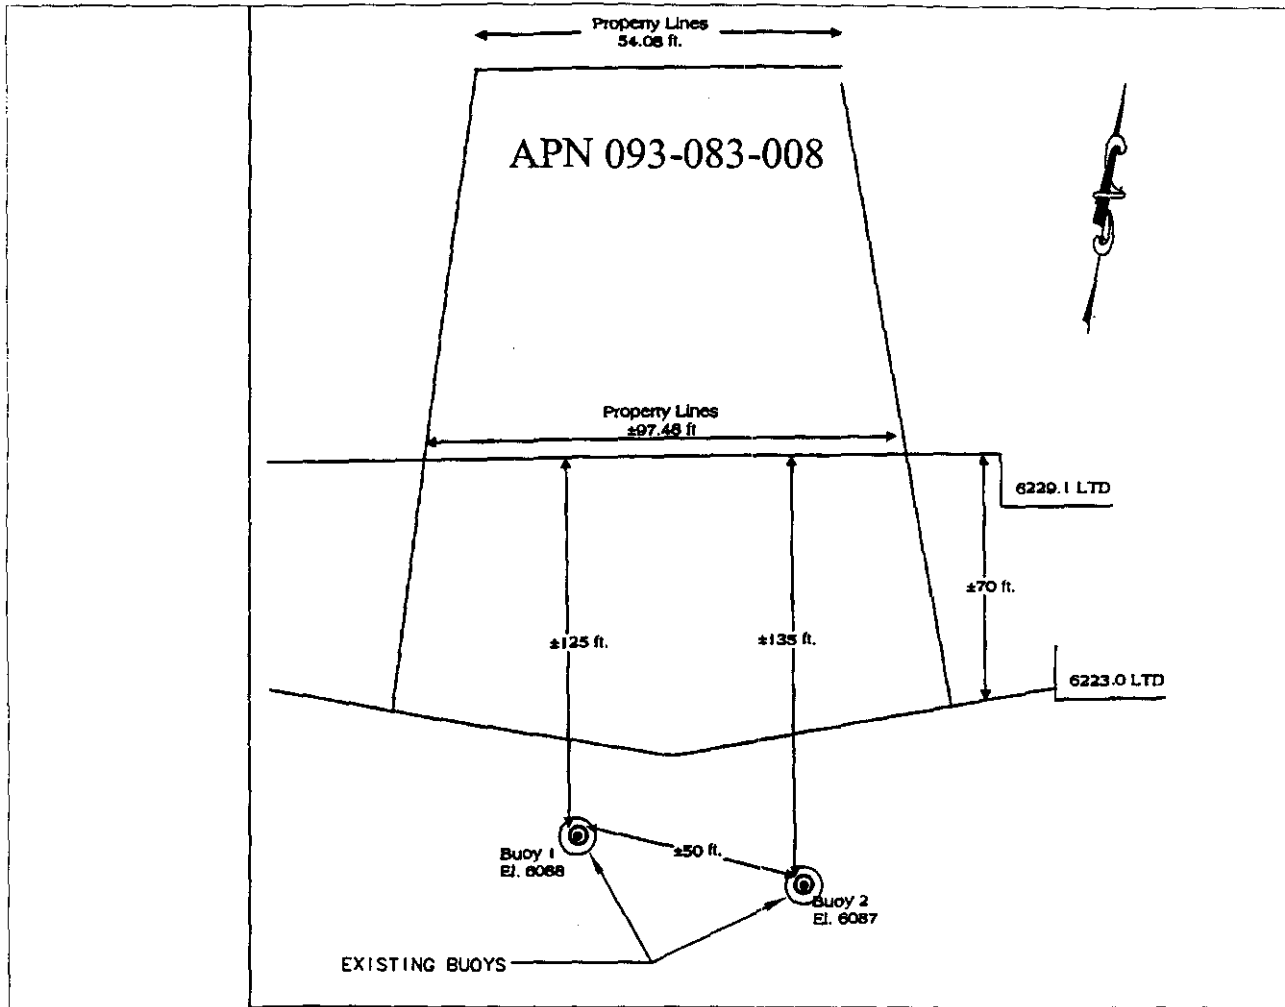 Property Lines
54.08 ft.
APN 093-083-008
Property Lines
±97.48 ft
6229.1 LTD
±70 ft.
±125 ft.
±135 ft.
6223.0 LTD
±50 ft.
Buoy 1
El. 6088
Buoy 2
El. 6087
EXISTING BUOYS